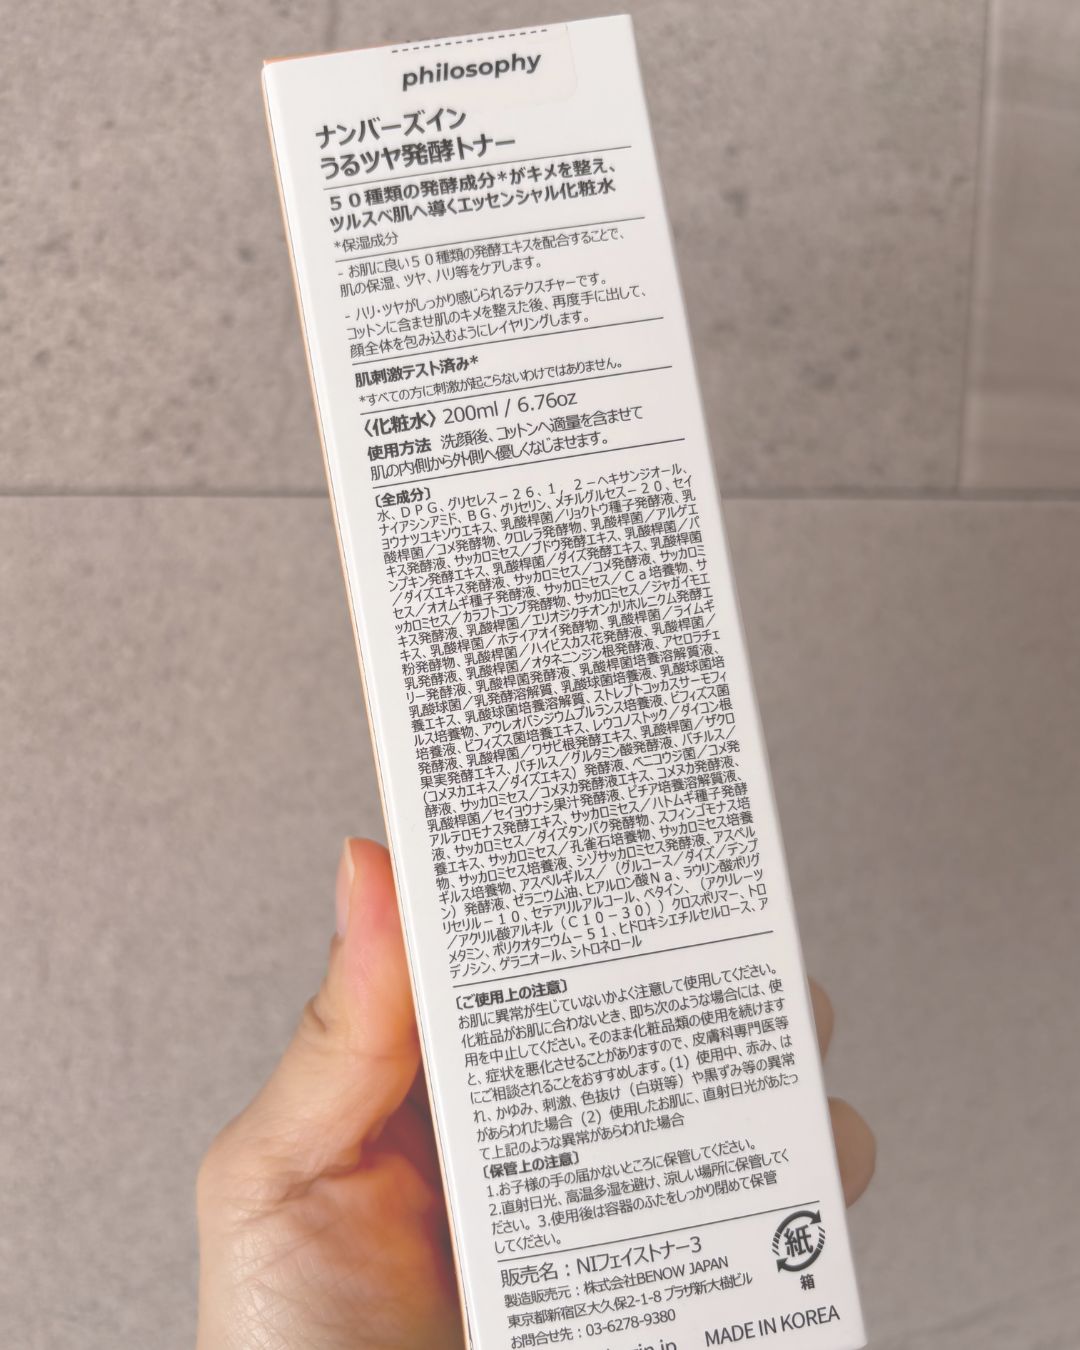 philosophy
ナンバーズイン
うるツヤ発酵トナー
５０種類の発酵成分*がキメを整え、
ツルスベ肌へ導くエッセンシャル化粧水
*保湿成分
- お肌に良い５０種類の発酵エキスを配合することで、
肌の保湿、ツヤ、ハリ等をケアします。
- ハリ・ツヤがしっかり感じられるテクスチャーです。
コットンに含ませ肌のキメを整えた後、再度手に出して、
顔全体を包み込むようにレイヤリングします。
肌刺激テスト済み*
*すべての方に刺激が起こらないわけではありません。
〈化粧水〉 200ml / 6.76oz
使用方法 洗顔後、コットンへ適量を含ませて
肌の内側から外側へ優しくなじませます。
〔全成分〕
水、ＤＰＧ、グリセレス－２６、１，２－ヘキサンジオール、
ナイアシンアミド、ＢＧ、グリセリン、メチルグルセス－２０、セイ
ヨウナツユキソウエキス、乳酸桿菌／リョクトウ種子発酵液、乳
酸桿菌／コメ発酵物、クロレラ発酵物、乳酸桿菌／アルゲエ
キス発酵液、サッカロミセス／ブドウ発酵エキス、乳酸桿菌／パ
ンプキン発酵エキス、乳酸桿菌／ダイズ発酵エキス、乳酸桿菌
／ダイズエキス発酵液、サッカロミセス／コメ発酵液、サッカロミ
セス／オオムギ種子発酵液、サッカロミセス／Ｃａ培養物、サ
ッカロミセス／カラフトコンブ発酵物、サッカロミセス／ジャガイモエ
キス発酵液、乳酸桿菌／エリオジクチオンカリホルニクム発酵エ
キス、乳酸桿菌／ホテイアオイ発酵物、乳酸桿菌／ライムギ
粉発酵物、乳酸桿菌／ハイビスカス花発酵液、乳酸桿菌／
乳発酵液、乳酸桿菌／オタネニンジン根発酵液、アセロラチェ
リー発酵液、乳酸桿菌発酵液、乳酸桿菌培養溶解質液、
乳酸球菌／乳発酵溶解質、乳酸球菌培養液、乳酸球菌培
養エキス、乳酸球菌培養溶解質、ストレプトコッカスサーモフィ
ルス培養物、アウレオバシジウムプルランス培養液、ビフィズス菌
培養液、ビフィズス菌培養エキス、レウコノストック／ダイコン根
発酵液、乳酸桿菌／ワサビ根発酵エキス、乳酸桿菌／ザクロ
果実発酵エキス、バチルス／グルタミン酸発酵液、バチルス／
（コメヌカエキス／ダイズエキス）発酵液、ベニコウジ菌／コメ発
酵液、サッカロミセス／コメヌカ発酵液エキス、コメヌカ発酵液、
乳酸桿菌／セイヨウナシ果汁発酵液、ピチア培養溶解質液、
アルテロモナス発酵エキス、サッカロミセス／ハトムギ種子発酵
液、サッカロミセス／ダイズタンパク発酵物、スフィンゴモナス培
養エキス、サッカロミセス／孔雀石培養物、サッカロミセス培養
物、サッカロミセス培養液、シゾサッカロミセス発酵液、アスペル
ギルス培養物、アスペルギルス／（グルコース／ダイズ／デンプ
ン）発酵液、ゼラニウム油、ヒアルロン酸Ｎａ、ラウリン酸ポリグ
リセリル－１０、セテアリルアルコール、ベタイン、（アクリレーツ
／アクリル酸アルキル（Ｃ１０－３０））クロスポリマー、トロ
メタミン、ポリクオタニウム－５１、ヒドロキシエチルセルロース、ア
デノシン、ゲラニオール、シトロネロール
〔ご使用上の注意〕
お肌に異常が生じていないかよく注意して使用してください。
化粧品がお肌に合わないとき、即ち次のような場合には、使
用を中止してください。そのまま化粧品類の使用を続けます
と、症状を悪化させることがありますので、皮膚科専門医等
にご相談されることをおすすめします。(1) 使用中、赤み、は
れ、かゆみ、刺激、色抜け（白斑等）や黒ずみ等の異常
があらわれた場合 (2) 使用したお肌に、直射日光があたっ
て上記のような異常があらわれた場合
〔保管上の注意〕
1.お子様の手の届かないところに保管してください。
2.直射日光、高温多湿を避け、涼しい場所に保管してく
ださい。3.使用後は容器のふたをしっかり閉めて保管
してください。
販売名：NIフェイストナー3
製造販売元：株式会社BENOW JAPAN
東京都新宿区大久保2-1-8 プラザ新大樹ビル
お問合せ先：03-6278-9380
紙
箱
MADE IN KOREA